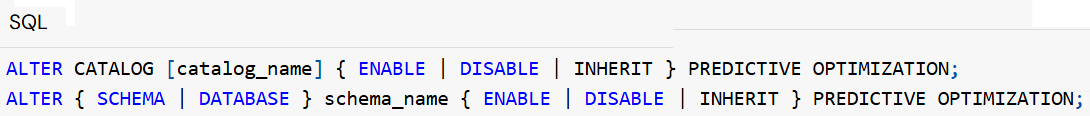 SQL
ALTER CATALOG [catalog_name] { ENABLE | DISABLE | INHERIT } PREDICTIVE OPTIMIZATION;
ALTER { SCHEMA | DATABASE } schema_name { ENABLE | DISABLE | INHERIT } PREDICTIVE OPTIMIZATION;